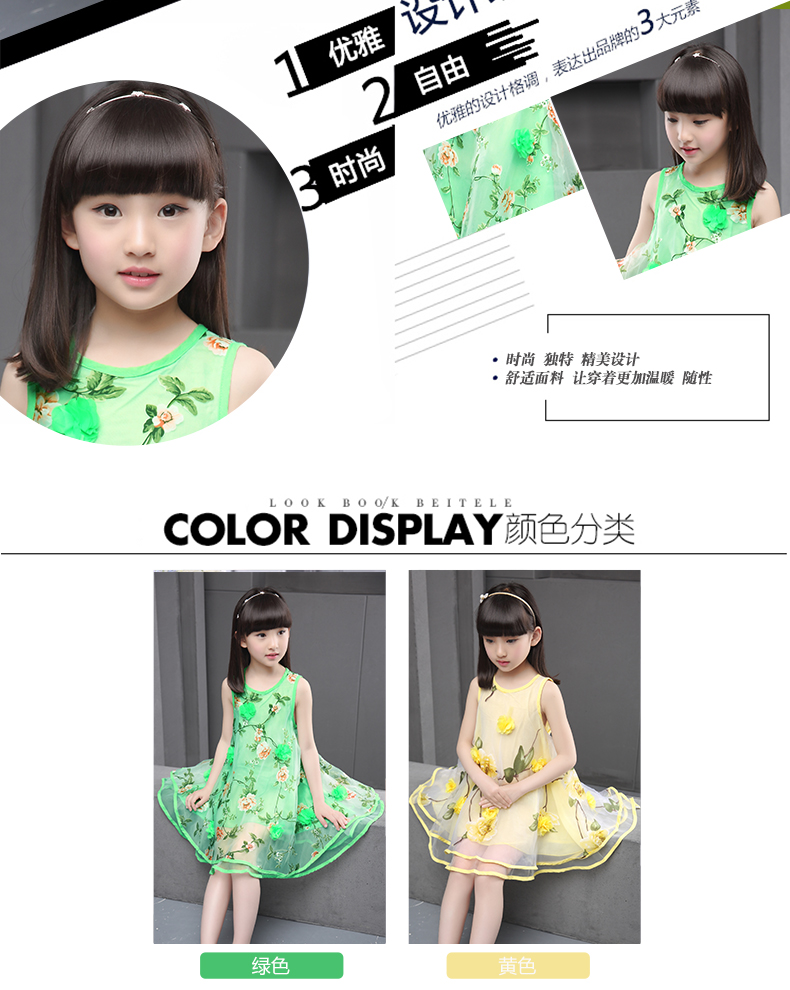 设计
1 优雅
2 自由
3 时尚
优雅的设计格调，表达出品牌的3大元素
时尚 独特 精美设计
舒适面料 让穿着更加温暖 随性
LOOK BOO/K BEITELE
COLOR DISPLAY颜色分类
绿色
黄色